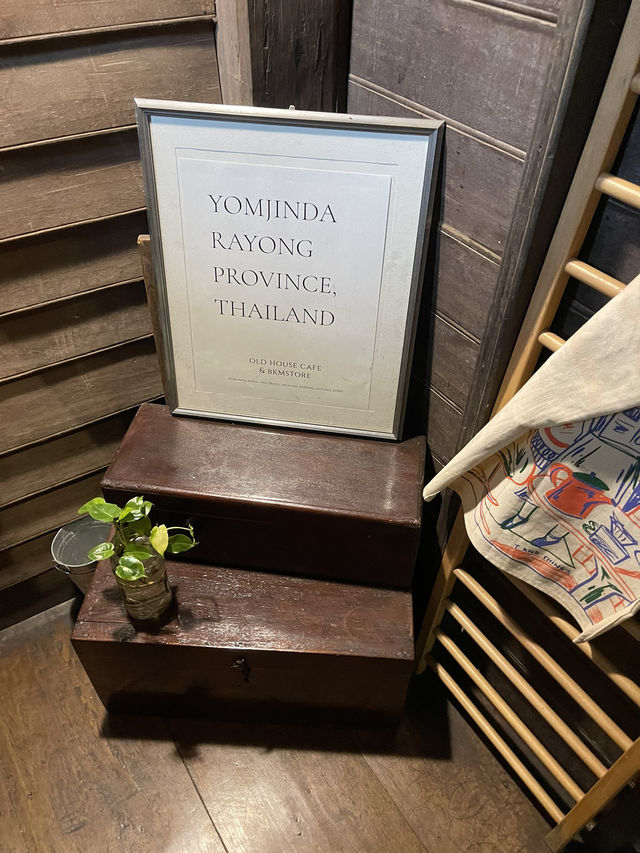 YOMJINDA
RAYONG
PROVINCE,
THAILAND
OLD HOUSE CAFE
& BKMSTORE